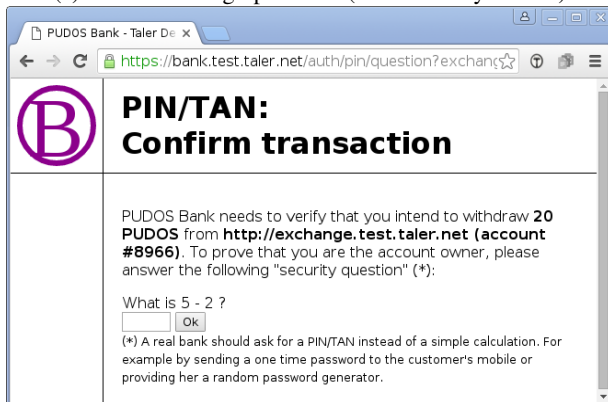 PUDOS Bank - Taler De
https://bank.test.taler.net/auth/pin/question?exchang
B
PIN/TAN:
Confirm transaction
PUDOS Bank needs to verify that you intend to withdraw 20
PUDOS from http://exchange.test.taler.net (account
#8966). To prove that you are the account owner, please
answer the following "security question" (*):
What is 5 - 2 ?
Ok
(*) A real bank should ask for a PIN/TAN instead of a simple calculation. For
example by sending a one time password to the customer's mobile or
providing her a random password generator.